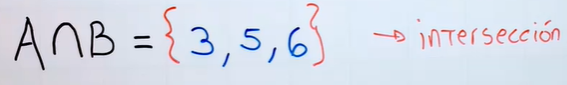 A∩B = {3, 5, 6} → intersección